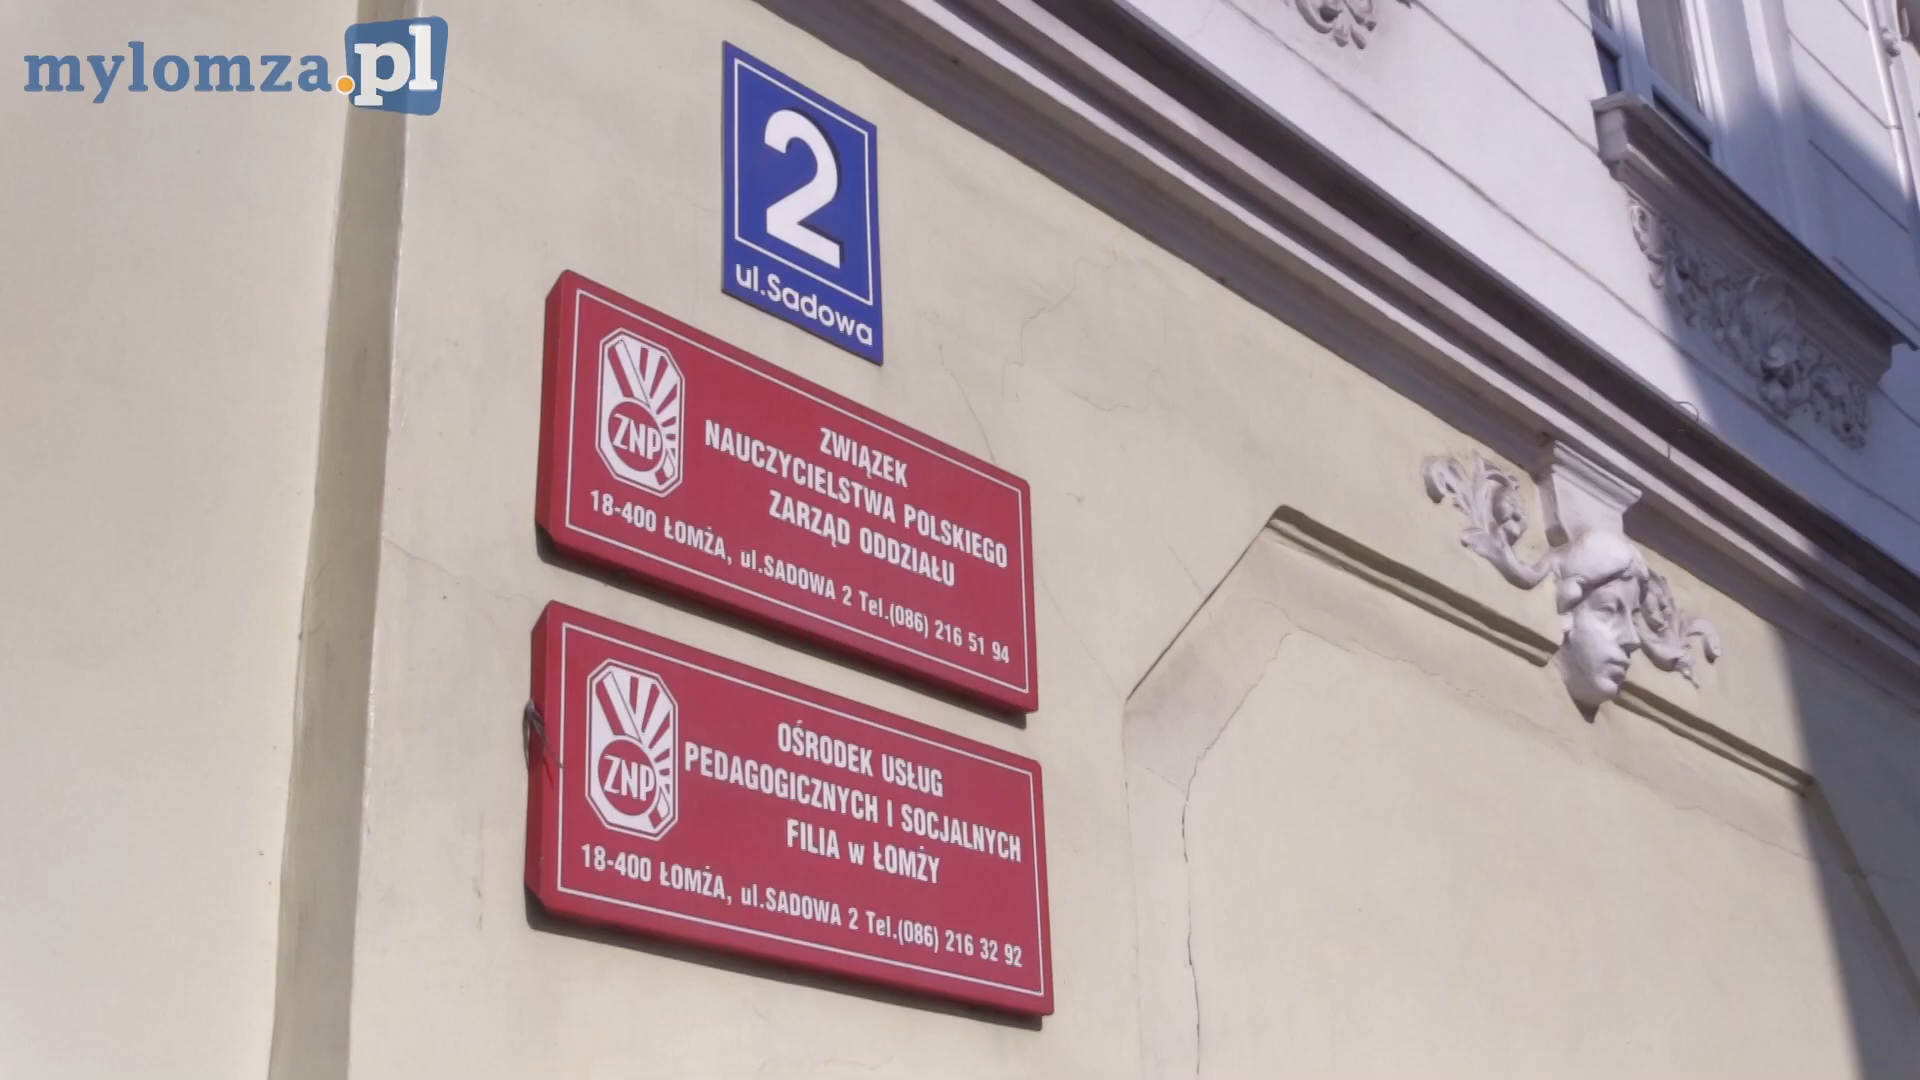 mylomza.pl
2
ul.Sadowa
ZNP
ZWIĄZEK
NAUCZYCIELSTWA POLSKIEGO
ZARZĄD ODDZIAŁU
18-400 ŁOMŻA, ul.SADOWA 2 Tel.(086) 216 51 94
ZNP
OŚRODEK USŁUG
PEDAGOGICZNYCH I SOCJALNYCH
FILIA w ŁOMŻY
18-400 ŁOMŻA, ul.SADOWA 2 Tel.(086) 216 32 92